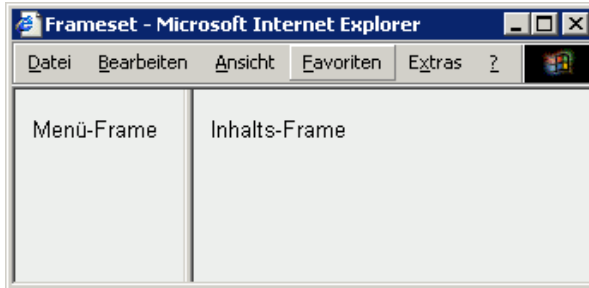 Frameset - Microsoft Internet Explorer
Datei Bearbeiten Ansicht Favoriten Extras ?
Menü-Frame Inhalts-Frame